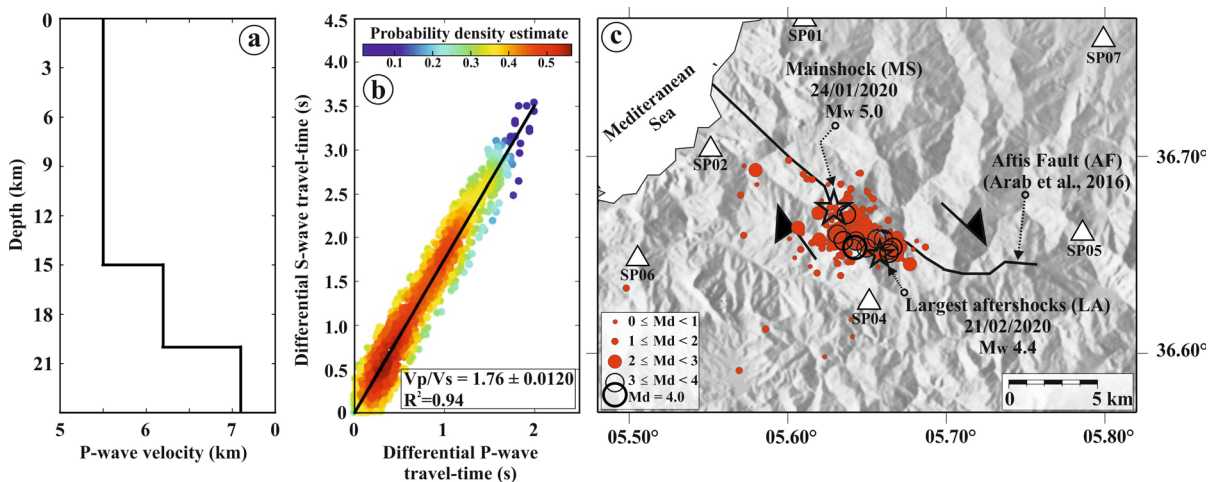 a
0
3
6
9
12
15
18
21
Depth (km)
5
6
7
0
P-wave velocity (km)
b
4.5
4.0
3.5
3.0
2.5
2.0
1.5
1.0
0.5
0
Differential S-wave travel-time (s)
Probability density estimate
0.1
0.2
0.3
0.4
0.5
Vp/Vs = 1.76 ± 0.0120
R²=0.94
0
0
1
2
Differential P-wave
travel-time (s)
c
SP01
SP07
Mediteranean
Sea
Mainshock (MS)
24/01/2020
Mw 5.0
SP02
Aftis Fault (AF)
(Arab et al., 2016)
SP05
SP06
SP04
Largest aftershocks (LA)
21/02/2020
Mw 4.4
0 ≤ Md < 1
1 ≤ Md < 2
2 ≤ Md < 3
3 ≤ Md < 4
Md = 4.0
0
5 km
36.70°
36.60°
05.50°
05.60°
05.70°
05.80°